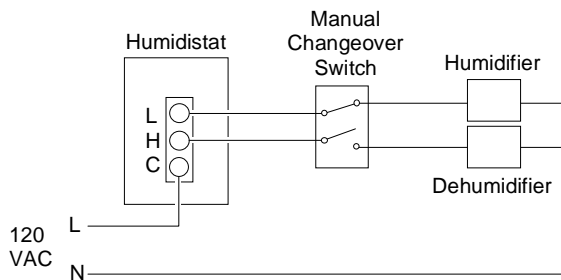 Manual
Changeover
Switch
Humidistat
Humidifier
L
H
C
Dehumidifier
120
VAC
L
N